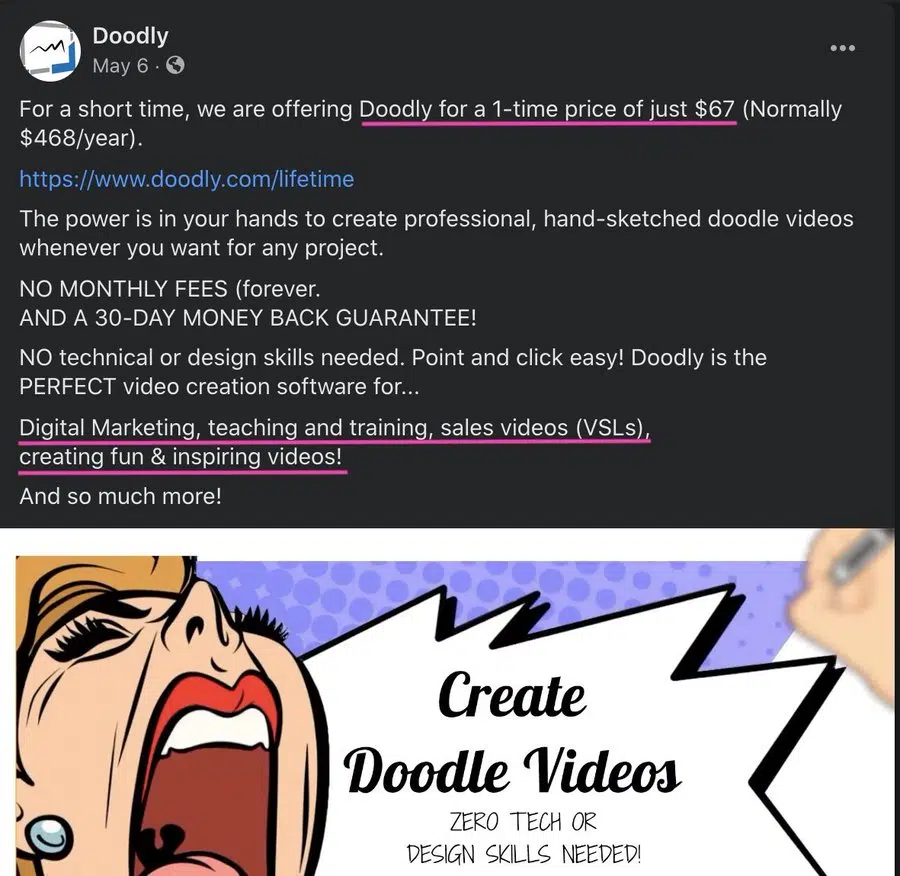 Doodly
May 6 ·
For a short time, we are offering Doodly for a 1-time price of just $67 (Normally
$468/year).
https://www.doodly.com/lifetime
The power is in your hands to create professional, hand-sketched doodle videos
whenever you want for any project.
NO MONTHLY FEES (forever.
AND A 30-DAY MONEY BACK GUARANTEE!
NO technical or design skills needed. Point and click easy! Doodly is the
PERFECT video creation software for...
Digital Marketing, teaching and training, sales videos (VSLs),
creating fun & inspiring videos!
And so much more!
Create
Doodle Videos
ZERO TECH OR
DESIGN SKILLS NEEDED!